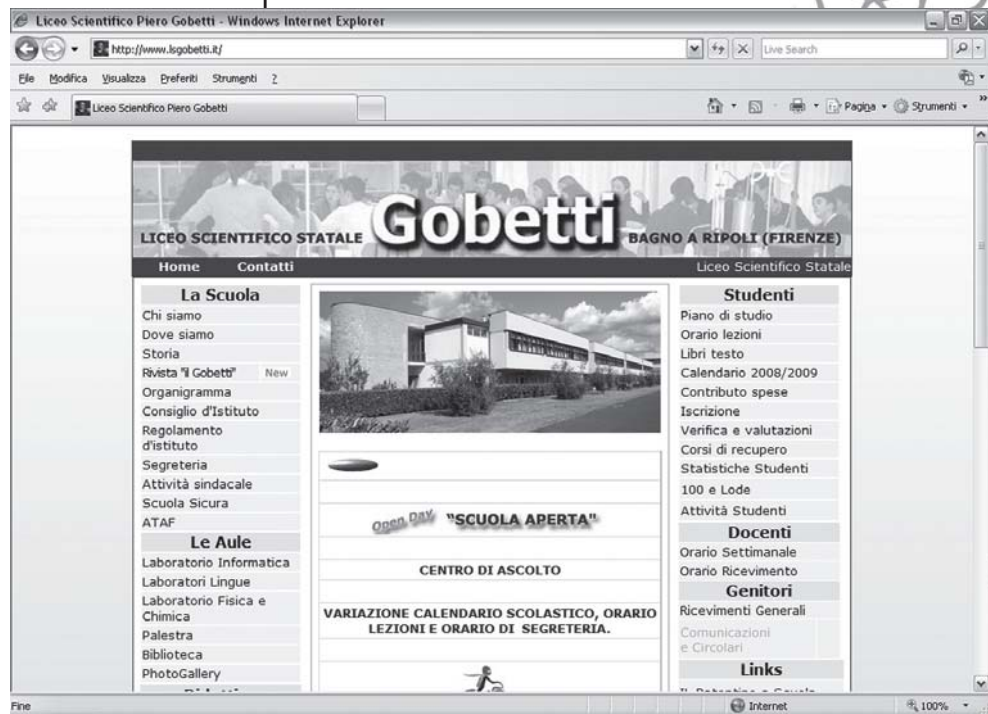 Liceo Scientifico Piero Gobetti - Windows Internet Explorer
http://www.lsgobetti.it/
Live Search
File Modifica Visualizza Preferiti Strumenti ?
Liceo Scientifico Piero Gobetti
Pagina
Strumenti
LICEO SCIENTIFICO STATALE Gobetti BAGNO A RIPOLI (FIRENZE)
Home Contatti
Liceo Scientifico Statale
La Scuola
Chi siamo
Dove siamo
Storia
Rivista "il Gobetti" New
Organigramma
Consiglio d'Istituto
Regolamento
d'istituto
Segreteria
Attività sindacale
Scuola Sicura
ATAF
Le Aule
Laboratorio Informatica
Laboratori Lingue
Laboratorio Fisica e
Chimica
Palestra
Biblioteca
PhotoGallery
Open Day "SCUOLA APERTA"
CENTRO DI ASCOLTO
VARIAZIONE CALENDARIO SCOLASTICO, ORARIO
LEZIONI E ORARIO DI SEGRETERIA.
Studenti
Piano di studio
Orario lezioni
Libri testo
Calendario 2008/2009
Contributo spese
Iscrizione
Verifica e valutazioni
Corsi di recupero
Statistiche Studenti
100 e Lode
Attività Studenti
Docenti
Orario Settimanale
Orario Ricevimento
Genitori
Ricevimenti Generali
Comunicazioni
e Circolari
Links
Fine
Internet
100%